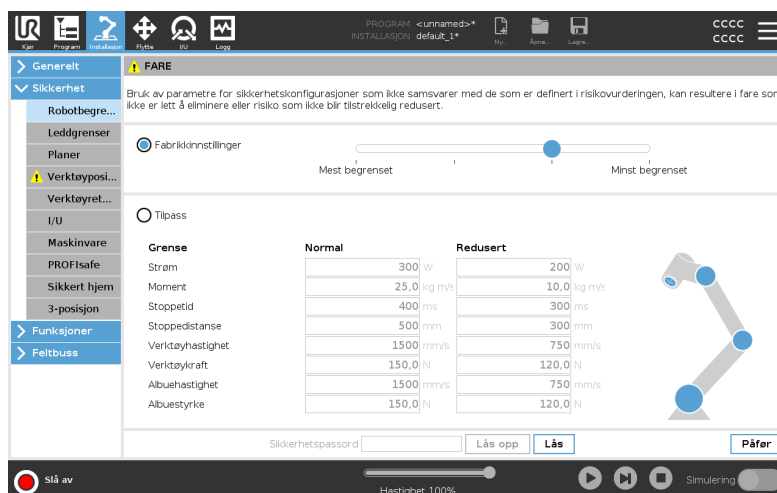 UR
Kjør Program Installasjon Flytte I/U Logg
PROGRAM <unnamed>*
INSTALLASJON default_1*
Ny... Åpne... Lagre...
cccc
cccc
Generelt
Sikkerhet
Robotbegre...
Leddgrenser
Planer
Verktøyposi...
Verktøyret...
I/U
Maskinvare
PROFIsafe
Sikkert hjem
3-posisjon
Funksjoner
Feltbuss
FARE
Bruk av parametre for sikkerhetskonfigurasjoner som ikke samsvarer med de som er definert i risikovurderingen, kan resultere i fare som
ikke er lett å eliminere eller risiko som ikke blir tilstrekkelig redusert.
Fabrikkinnstillinger
Mest begrenset Minst begrenset
Tilpass
Grense Normal Redusert
Strøm 300 W 200 W
Moment 25,0 kg m/s 10,0 kg m/s
Stoppetid 400 ms 300 ms
Stoppedistanse 500 mm 300 mm
Verktøyhastighet 1500 mm/s 750 mm/s
Verktøykraft 150,0 N 120,0 N
Albuehastighet 1500 mm/s 750 mm/s
Albuestyrke 150,0 N 120,0 N
Sikkerhetspassord Lås opp Lås Påfør
Slå av
Hastighet 100%
Simulering